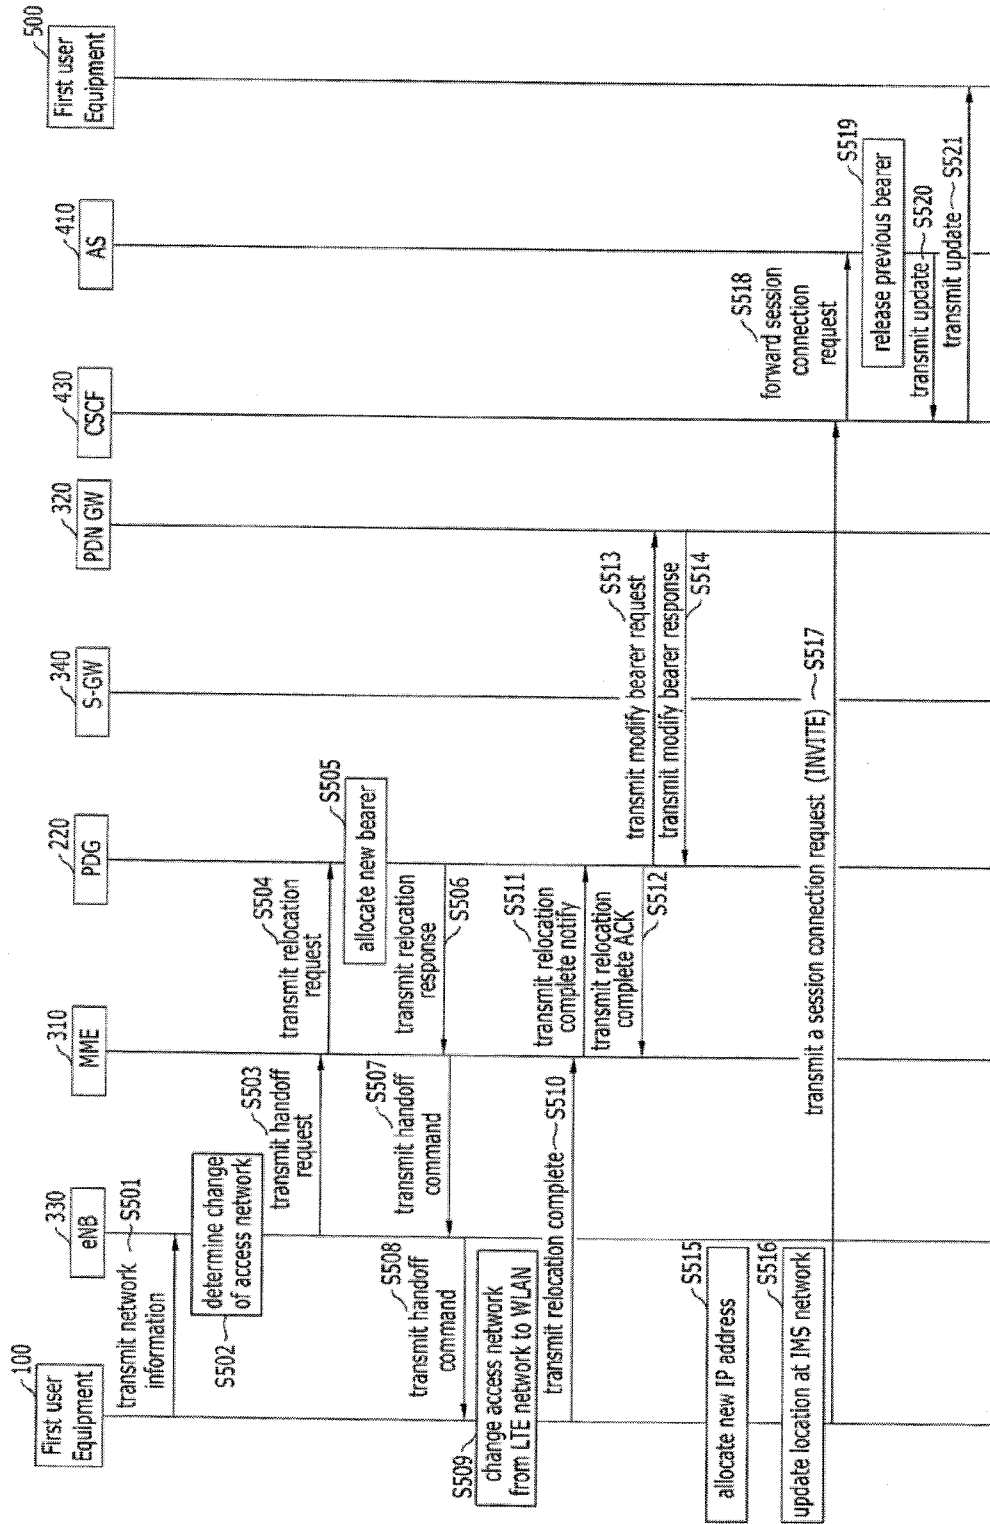 100
First user
Equipment
330
eNB
310
MME
220
PDG
340
S-GW
320
PDN GW
430
CSCF
410
AS
500
First user
Equipment
transmit network
information
S501
determine change
of access network
S502
transmit handoff
request
S503
transmit relocation
request
S504
allocate new bearer
S505
transmit relocation
response
S506
transmit handoff
command
S507
transmit handoff
command
S508
change access network
from LTE network to WLAN
S509
transmit relocation complete
S510
transmit relocation
complete notify
S511
transmit relocation
complete ACK
S512
transmit modify bearer request
S513
transmit modify bearer response
S514
allocate new IP address
S515
update location at IMS network
S516
transmit a session connection request (INVITE)
S517
forward session
connection
request
S518
release previous bearer
S519
transmit update
S520
transmit update
S521